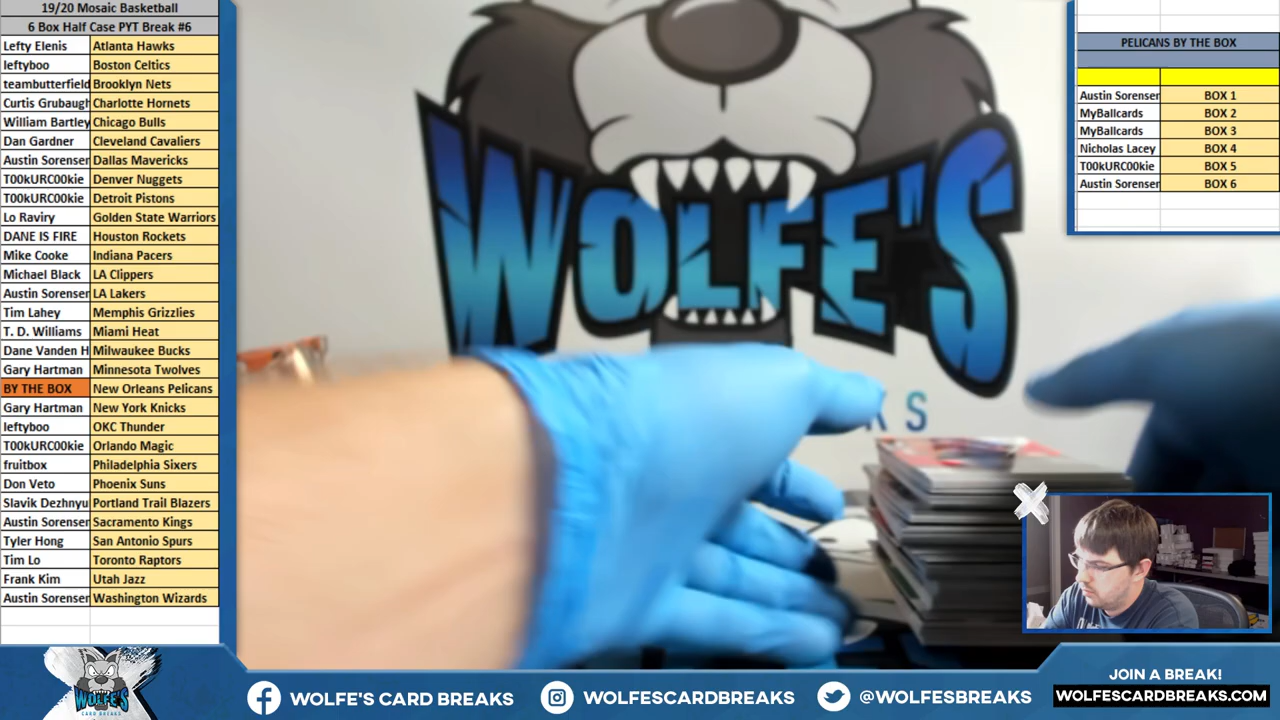 19/20 Mosaic Basketball
6 Box Half Case PYT Break #6
Lefty Elenis Atlanta Hawks
leftyboo Boston Celtics
teambutterfield Brooklyn Nets
Curtis Grubaugh Charlotte Hornets
William Bartley Chicago Bulls
Dan Gardner Cleveland Cavaliers
Austin Sorensen Dallas Mavericks
T00kURC00kie Denver Nuggets
T00kURC00kie Detroit Pistons
Lo Raviry Golden State Warriors
DANE IS FIRE Houston Rockets
Mike Cooke Indiana Pacers
Michael Black LA Clippers
Austin Sorensen LA Lakers
Tim Lahey Memphis Grizzlies
T. D. Williams Miami Heat
Dane Vanden H Milwaukee Bucks
Gary Hartman Minnesota Twolves
BY THE BOX New Orleans Pelicans
Gary Hartman New York Knicks
leftyboo OKC Thunder
T00kURC00kie Orlando Magic
fruitbox Philadelphia Sixers
Don Veto Phoenix Suns
Slavik Dezhnyu Portland Trail Blazers
Austin Sorensen Sacramento Kings
Tyler Hong San Antonio Spurs
Tim Lo Toronto Raptors
Frank Kim Utah Jazz
Austin Sorensen Washington Wizards
WOLFE'S
KS
PELICANS BY THE BOX
Austin Sorensen BOX 1
MyBallcards BOX 2
MyBallcards BOX 3
Nicholas Lacey BOX 4
T00kURC00kie BOX 5
Austin Sorensen BOX 6
WOLFE'S
CARD BREAKS
WOLFE'S CARD BREAKS
WOLFESCARDBREAKS
@WOLFESBREAKS
JOIN A BREAK!
WOLFESCARDBREAKS.COM